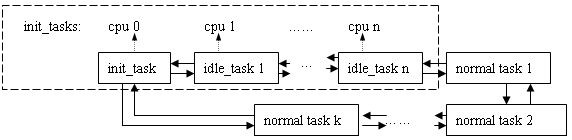 init_tasks: cpu 0 cpu 1 …… cpu n
init_task idle_task 1 … idle_task n normal task 1
normal task k …… normal task 2